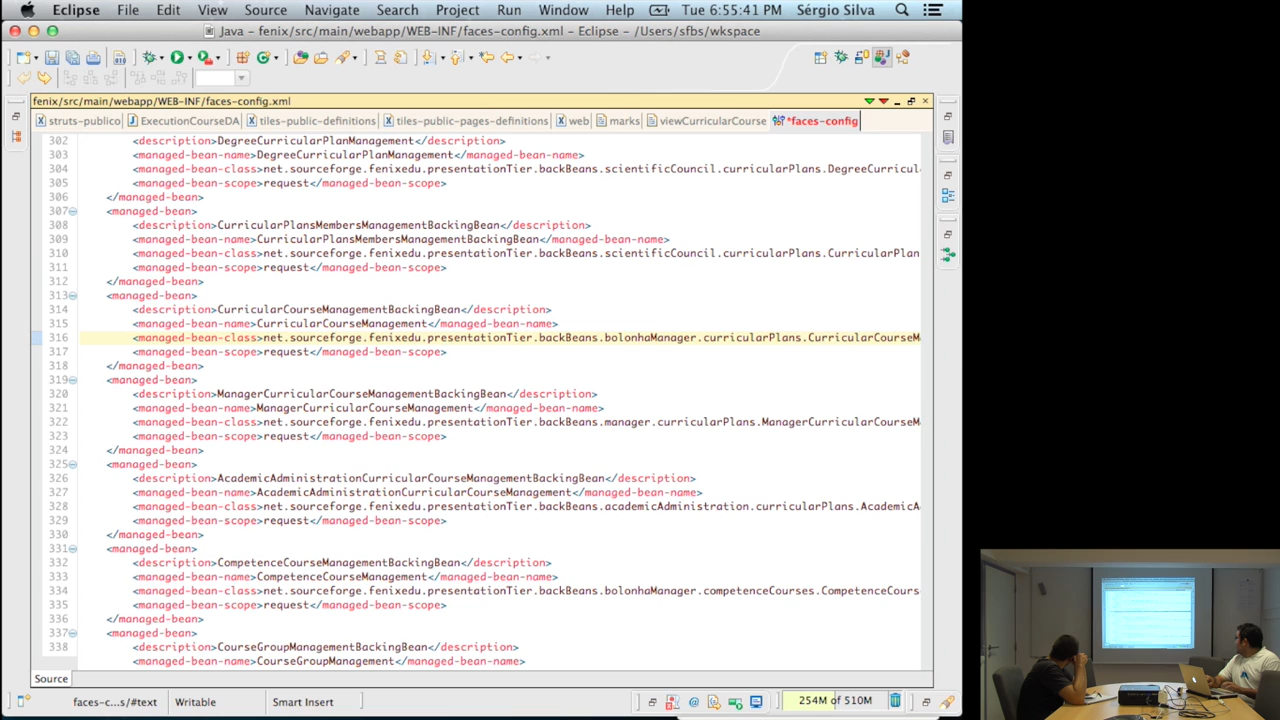 Eclipse File Edit View Source Navigate Search Project Run Window Help Tue 6:55:41 PM Sérgio Silva
Java – fenix/src/main/webapp/WEB-INF/faces-config.xml – Eclipse – /Users/sfbs/wkspace
fenix/src/main/webapp/WEB-INF/faces-config.xml
struts-publico ExecutionCourseDA tiles-public-definitions tiles-public-pages-definitions web marks viewCurricularCourse *faces-config
302 <description>DegreeCurricularPlanManagement</description>
303 <managed-bean-name>DegreeCurricularPlanManagement</managed-bean-name>
304 <managed-bean-class>net.sourceforge.fenixedu.presentationTier.backBeans.scientificCouncil.curricularPlans.DegreeCurricul
305 <managed-bean-scope>request</managed-bean-scope>
306 </managed-bean>
307 <managed-bean>
308 <description>CurricularPlansMembersManagementBackingBean</description>
309 <managed-bean-name>CurricularPlansMembersManagementBackingBean</managed-bean-name>
310 <managed-bean-class>net.sourceforge.fenixedu.presentationTier.backBeans.scientificCouncil.curricularPlans.CurricularPlan
311 <managed-bean-scope>request</managed-bean-scope>
312 </managed-bean>
313 <managed-bean>
314 <description>CurricularCourseManagementBackingBean</description>
315 <managed-bean-name>CurricularCourseManagement</managed-bean-name>
316 <managed-bean-class>net.sourceforge.fenixedu.presentationTier.backBeans.bolonhaManager.curricularPlans.CurricularCourseM
317 <managed-bean-scope>request</managed-bean-scope>
318 </managed-bean>
319 <managed-bean>
320 <description>ManagerCurricularCourseManagementBackingBean</description>
321 <managed-bean-name>ManagerCurricularCourseManagement</managed-bean-name>
322 <managed-bean-class>net.sourceforge.fenixedu.presentationTier.backBeans.manager.curricularPlans.ManagerCurricularCourseM
323 <managed-bean-scope>request</managed-bean-scope>
324 </managed-bean>
325 <managed-bean>
326 <description>AcademicAdministrationCurricularCourseManagementBackingBean</description>
327 <managed-bean-name>AcademicAdministrationCurricularCourseManagement</managed-bean-name>
328 <managed-bean-class>net.sourceforge.fenixedu.presentationTier.backBeans.academicAdministration.curricularPlans.AcademicA
329 <managed-bean-scope>request</managed-bean-scope>
330 </managed-bean>
331 <managed-bean>
332 <description>CompetenceCourseManagementBackingBean</description>
333 <managed-bean-name>CompetenceCourseManagement</managed-bean-name>
334 <managed-bean-class>net.sourceforge.fenixedu.presentationTier.backBeans.bolonhaManager.competenceCourses.CompetenceCourse
335 <managed-bean-scope>request</managed-bean-scope>
336 </managed-bean>
337 <managed-bean>
338 <description>CourseGroupManagementBackingBean</description>
<managed-bean-name>CourseGroupManagement</managed-bean-name>
Source
faces-c...s/#text Writable Smart Insert 254M of 510M